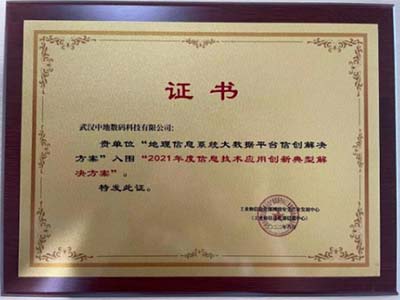 证书
武汉中地数码科技有限公司：
贵单位“地理信息系统大数据平台信创解决
方案”入围“2021年度信息技术应用创新典型解
决方案”。
特发此证。